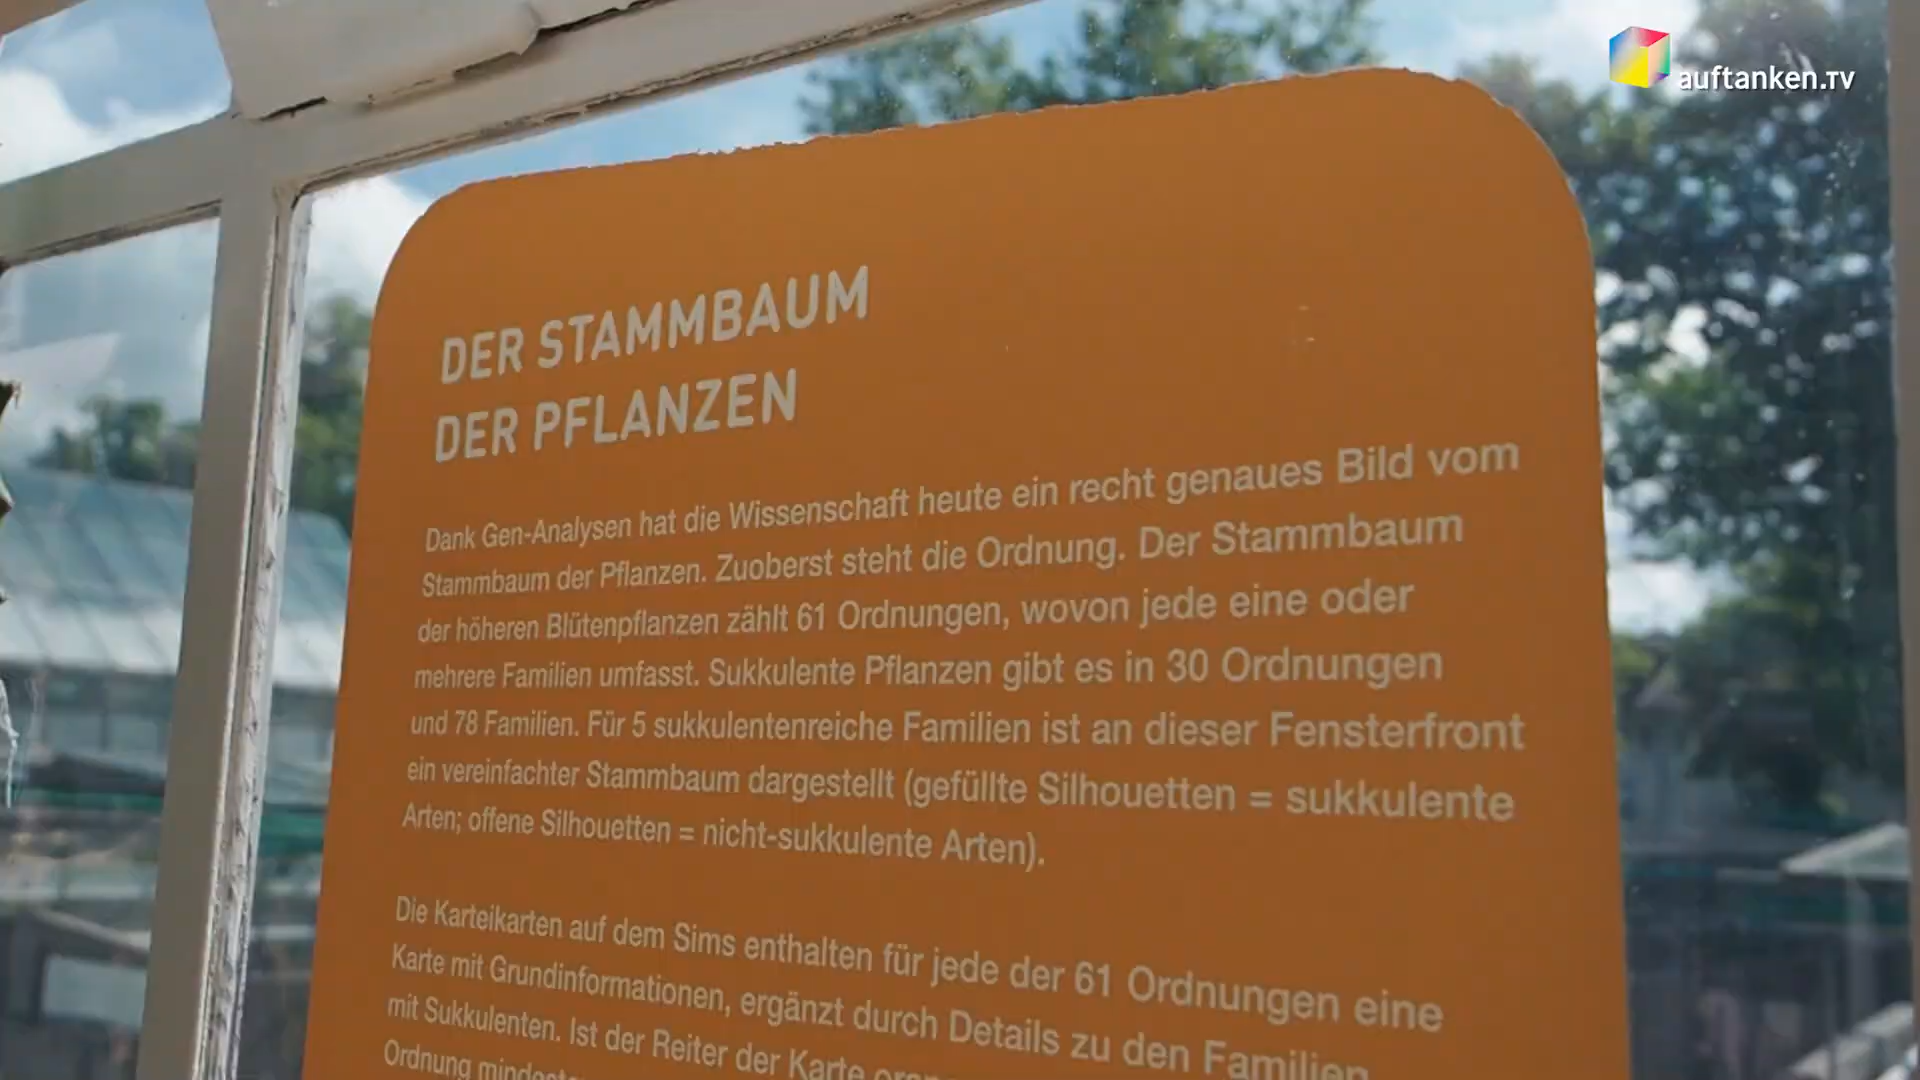 auftanken.TV
DER STAMMBAUM
DER PFLANZEN
Dank Gen-Analysen hat die Wissenschaft heute ein recht genaues Bild vom
Stammbaum der Pflanzen. Zuoberst steht die Ordnung. Der Stammbaum
der höheren Blütenpflanzen zählt 61 Ordnungen, wovon jede eine oder
mehrere Familien umfasst. Sukkulente Pflanzen gibt es in 30 Ordnungen
und 78 Familien. Für 5 sukkulentenreiche Familien ist an dieser Fensterfront
ein vereinfachter Stammbaum dargestellt (gefüllte Silhouetten = sukkulente
Arten; offene Silhouetten = nicht-sukkulente Arten).
Die Karteikarten auf dem Sims enthalten für jede der 61 Ordnungen eine
Karte mit Grundinformationen, ergänzt durch Details zu den Familien
mit Sukkulenten. Ist der Reiter der Karte
Ordnung